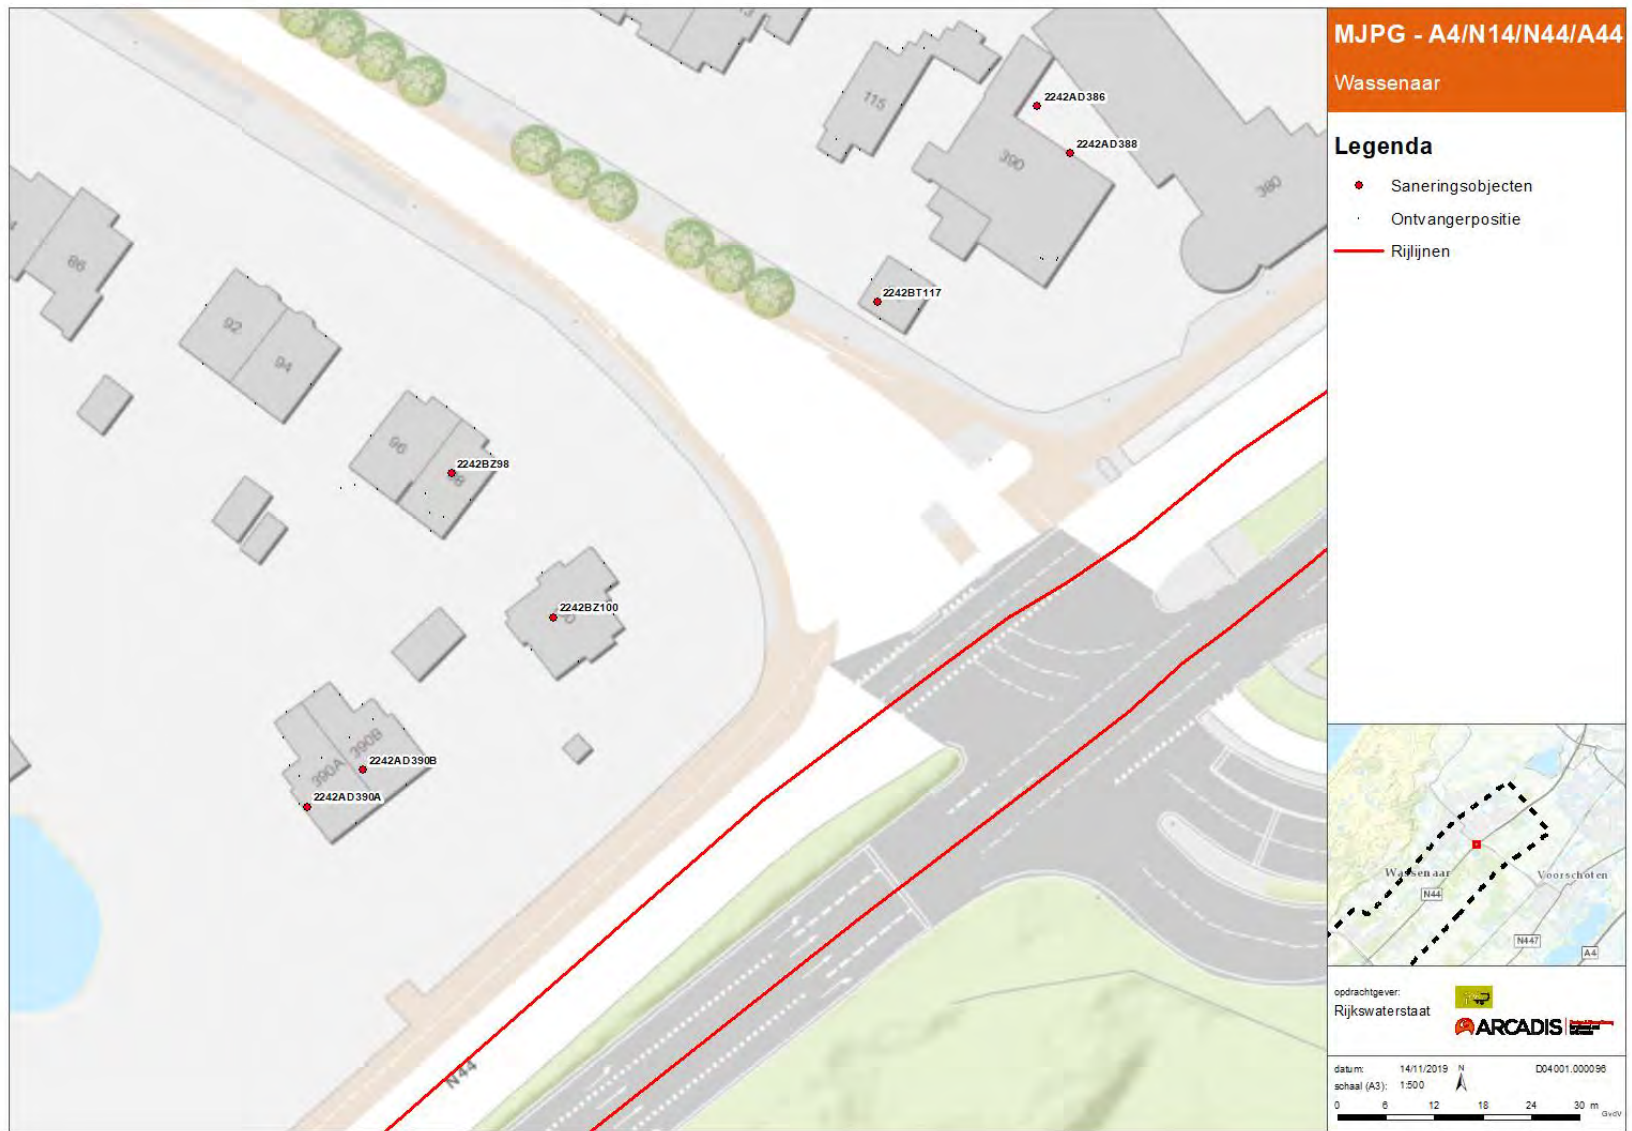 MJPG - A4/N14/N44/A44
Wassenaar
Legenda
Saneringsobjecten
Ontvangerpositie
Rijlijnen
115
2242AD386
2242AD388
390
380
2242BT117
86
92
94
96
2242BZ98
2242BZ100
390B
390A
2242AD390B
2242AD390A
N44
Wassenaar
Voorschoten
N44
N447
A4
opdrachtgever:
Rijkswaterstaat
ARCADIS
datum: 14/11/2019 N D04001.000096
schaal (A3): 1:500
0 6 12 18 24 30 m
GvdV